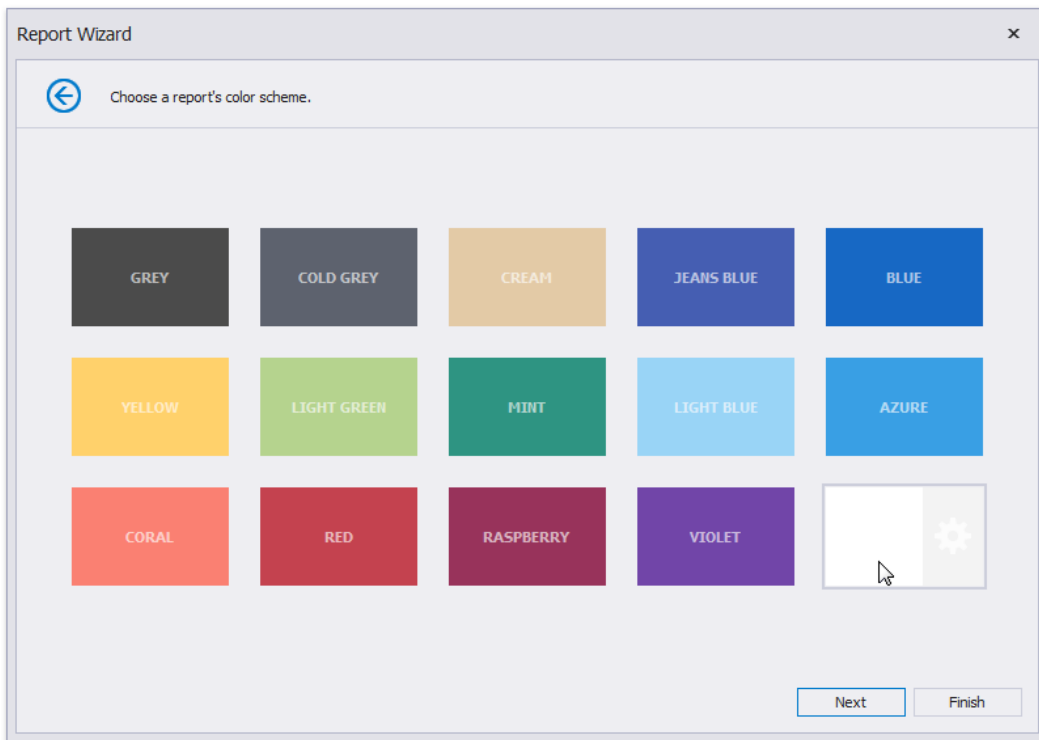 Report Wizard
Choose a report's color scheme.
GREY COLD GREY CREAM JEANS BLUE BLUE
YELLOW LIGHT GREEN MINT LIGHT BLUE AZURE
CORAL RED RASPBERRY VIOLET
Next Finish